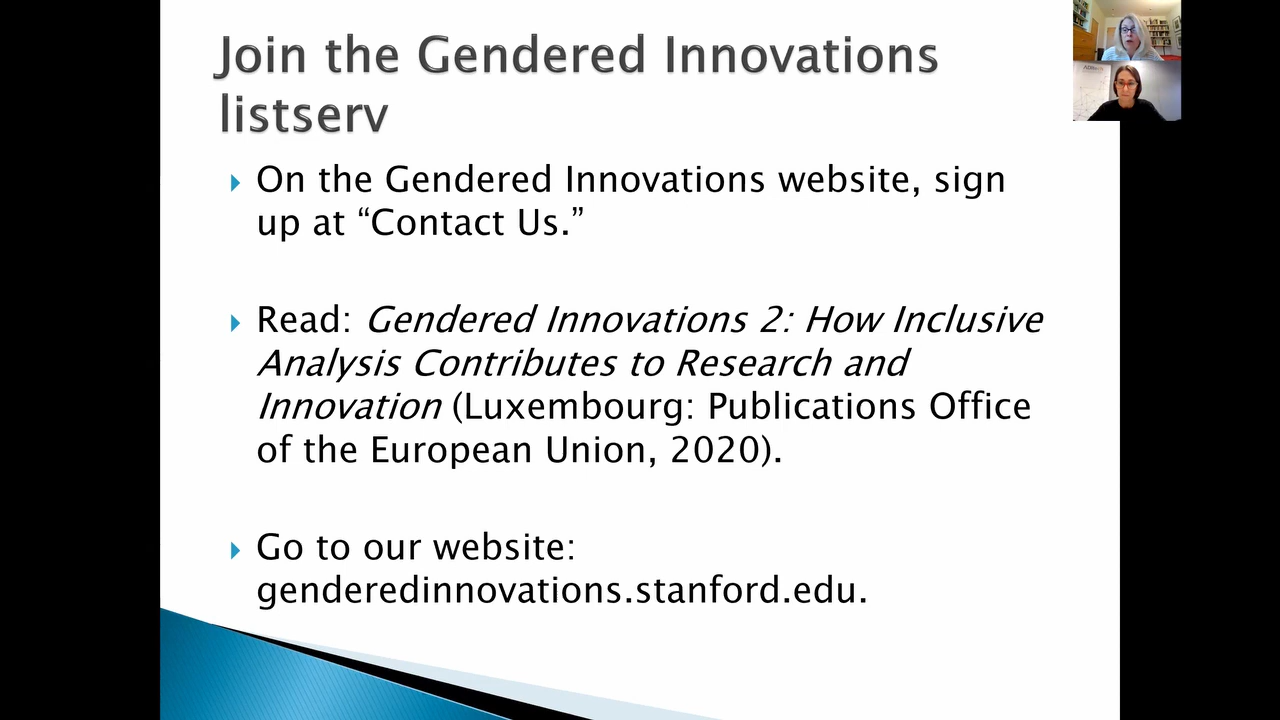 Join the Gendered Innovations
listserv
On the Gendered Innovations website, sign
up at “Contact Us.”
Read: Gendered Innovations 2: How Inclusive
Analysis Contributes to Research and
Innovation (Luxembourg: Publications Office
of the European Union, 2020).
Go to our website:
genderedinnovations.stanford.edu.